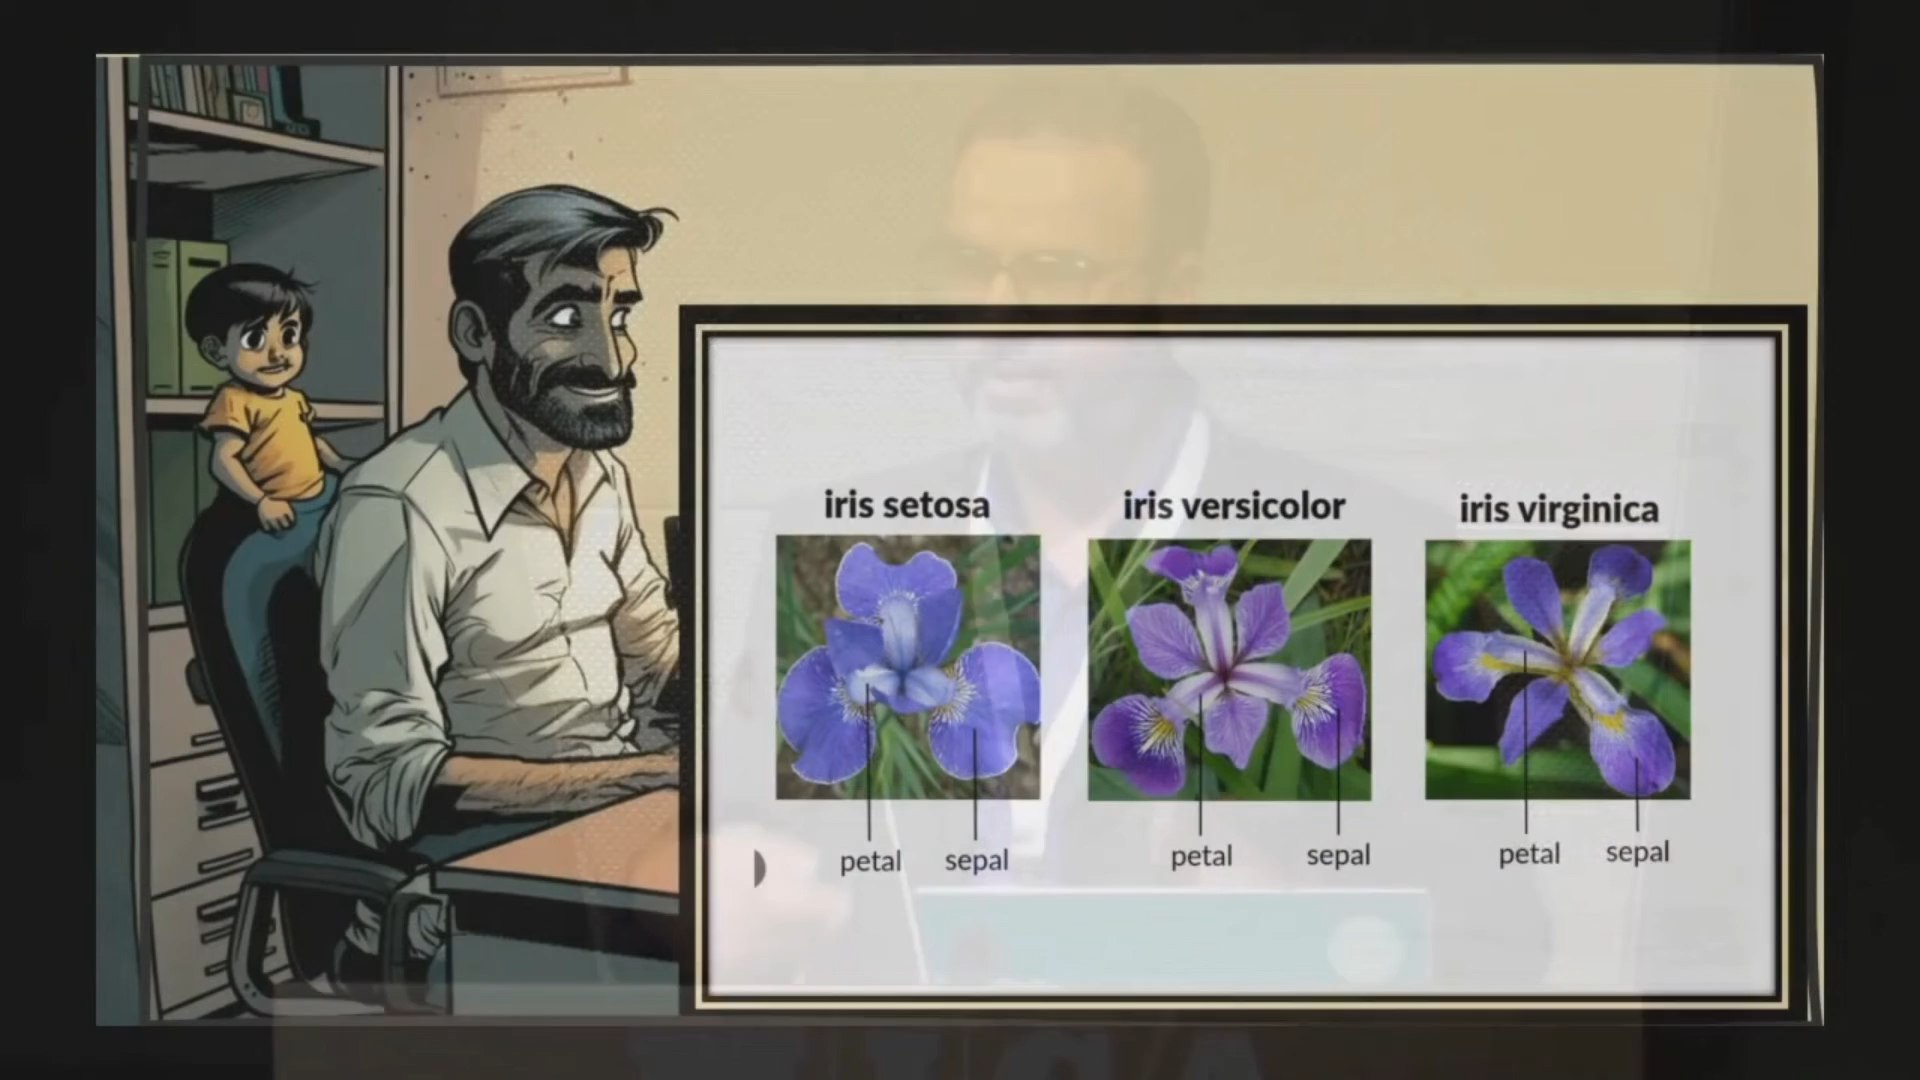 iris setosa
iris versicolor
iris virginica
petal
sepal
petal
sepal
petal
sepal